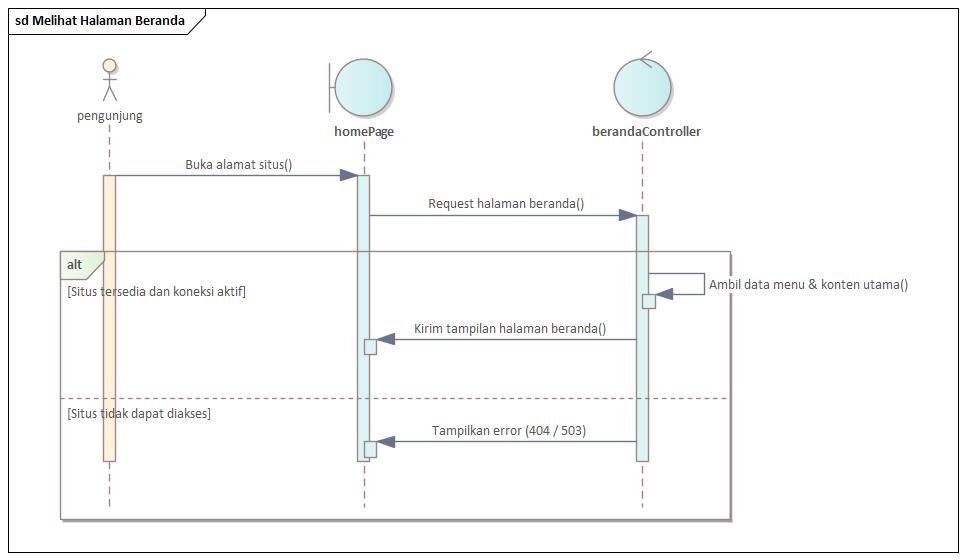 sd Melihat Halaman Beranda
pengunjung
homePage
berandaController
Buka alamat situs()
Request halaman beranda()
alt
[Situs tersedia dan koneksi aktif]
Ambil data menu & konten utama()
Kirim tampilan halaman beranda()
[Situs tidak dapat diakses]
Tampilkan error (404 / 503)